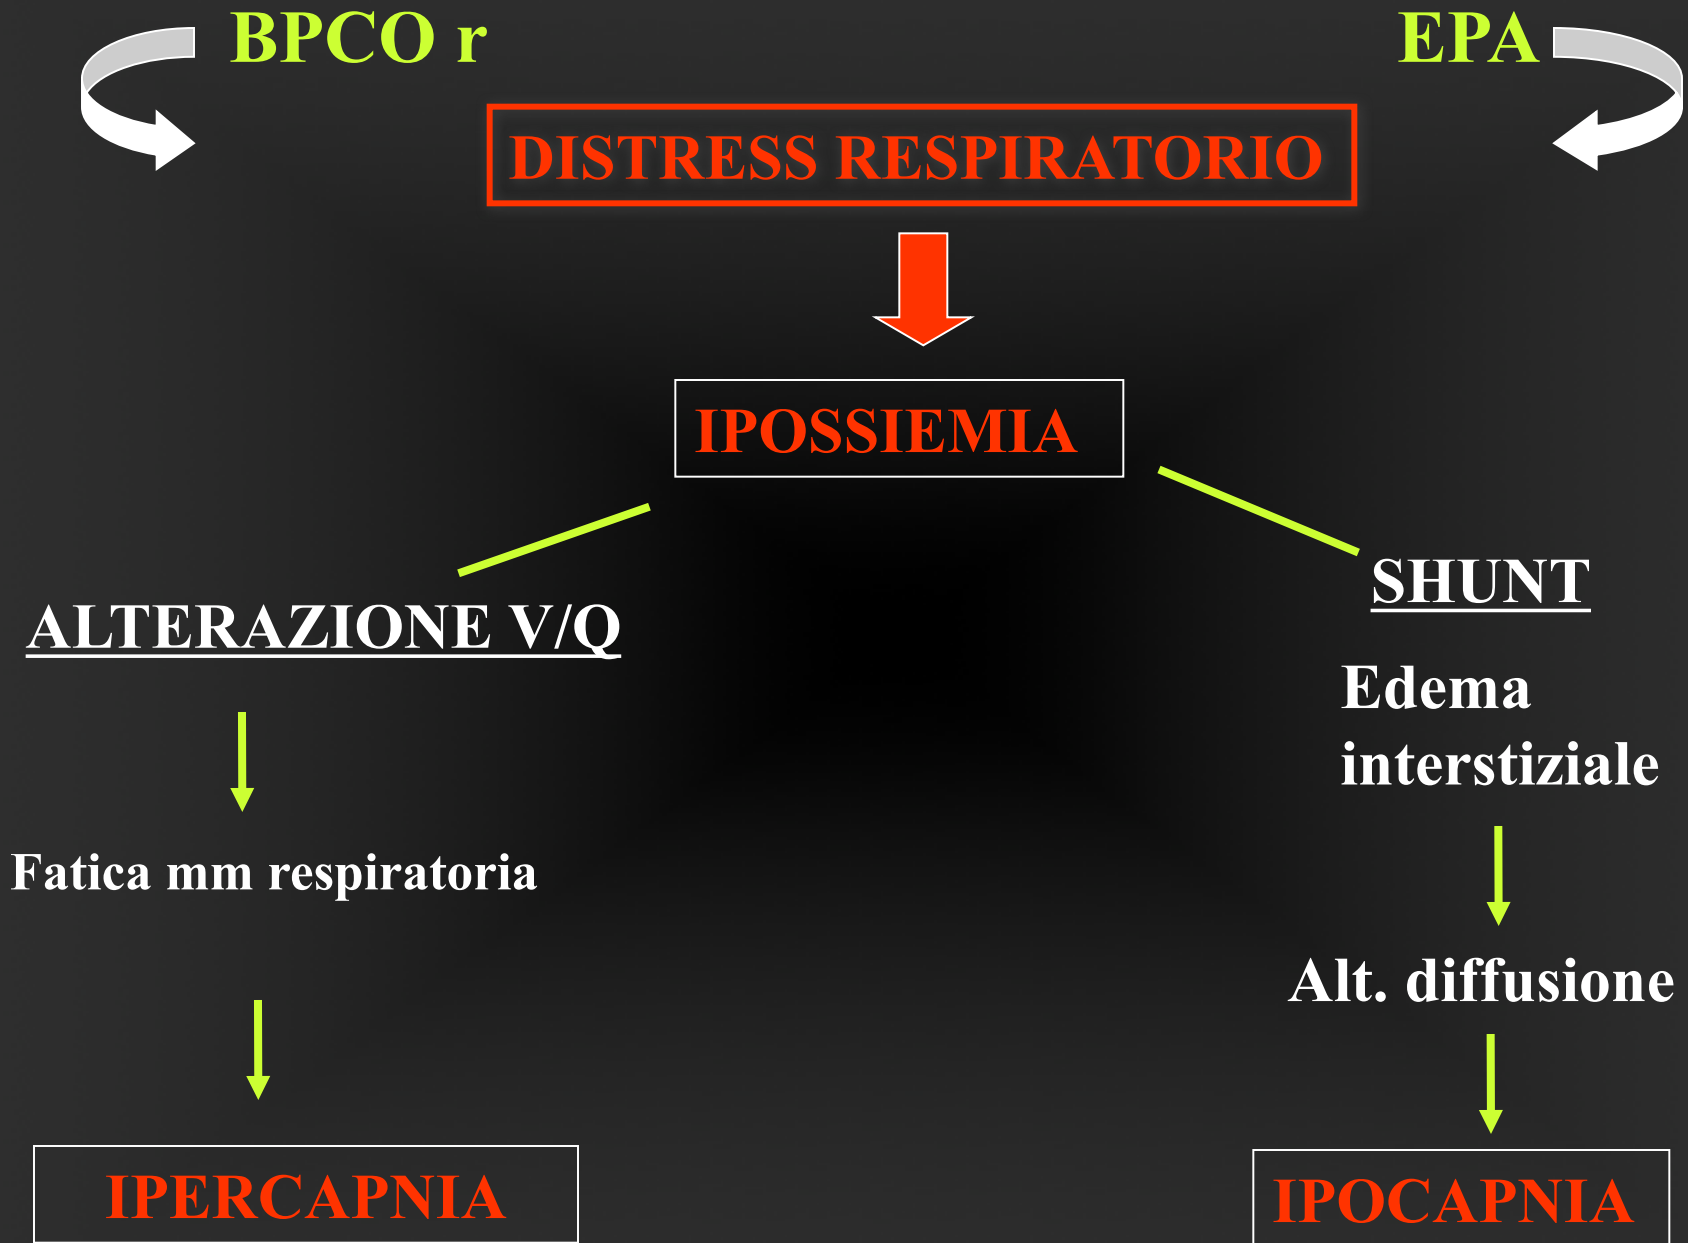 BPCO r
EPA
DISTRESS RESPIRATORIO
IPOSSIEMIA
ALTERAZIONE V/Q
Fatica mm respiratoria
IPERCAPNIA
SHUNT
Edema
interstiziale
Alt. diffusione
IPOCAPNIA